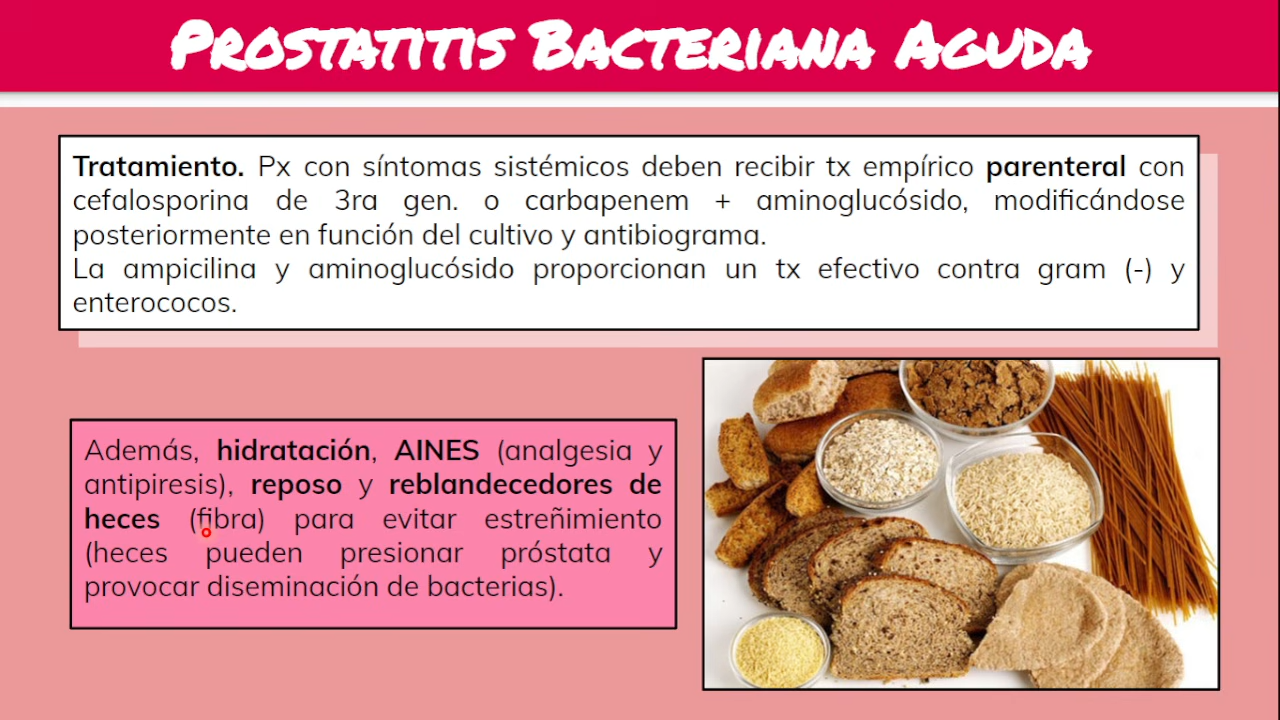 PROSTATITIS BACTERIANA AGUDA
Tratamiento. Px con síntomas sistémicos deben recibir tx empírico parenteral con
cefalosporina de 3ra gen. o carbapenem + aminoglucósido, modificándose
posteriormente en función del cultivo y antibiograma.
La ampicilina y aminoglucósido proporcionan un tx efectivo contra gram (-) y
enterococos.
Además, hidratación, AINES (analgesia y
antipiresis), reposo y reblandecedores de
heces (fibra) para evitar estreñimiento
(heces pueden presionar próstata y
provocar diseminación de bacterias).